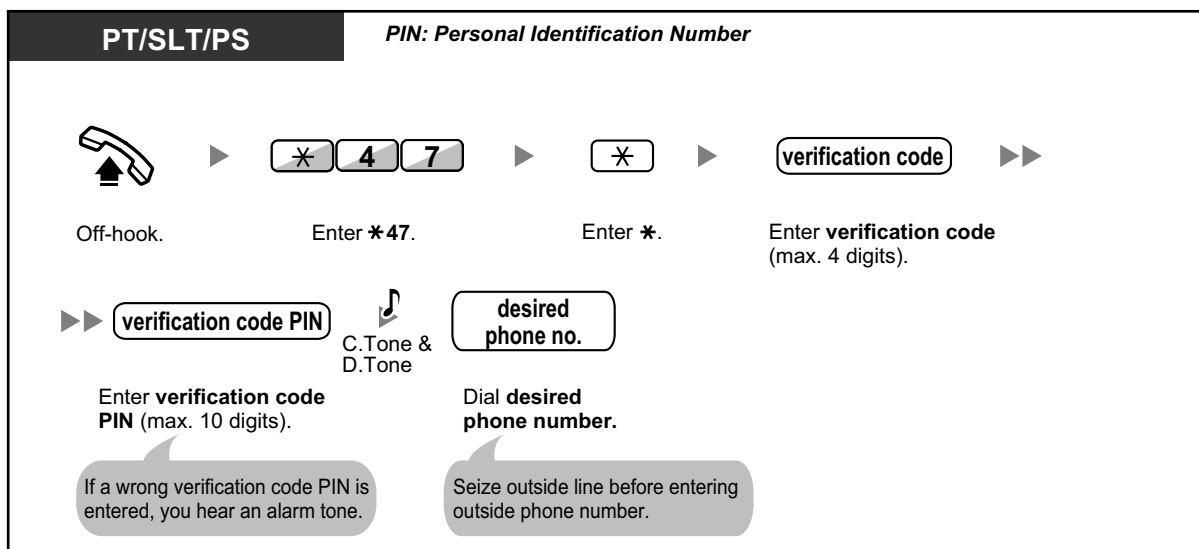 PT/SLT/PS
PIN: Personal Identification Number
* 4 7
*
verification code
Off-hook.
Enter *47.
Enter *.
Enter verification code
(max. 4 digits).
verification code PIN
C.Tone &
D.Tone
desired
phone no.
Enter verification code
PIN (max. 10 digits).
Dial desired
phone number.
If a wrong verification code PIN is
entered, you hear an alarm tone.
Seize outside line before entering
outside phone number.